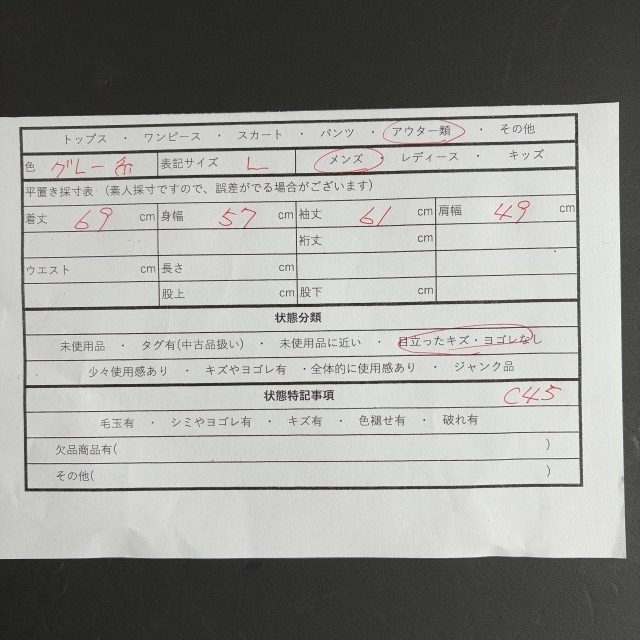 トップス ・ ワンピース ・ スカート ・ パンツ ・ アウター類 ・ その他
色 グレー系 表記サイズ L メンズ ・ レディース ・ キッズ
平置き採寸表（素人採寸ですので、誤差がでる場合がございます）
着丈 69 cm 身幅 57 cm 袖丈 61 cm 肩幅 49 cm
裄丈 cm
ウエスト cm 長さ cm
股上 cm 股下 cm
状態分類
未使用品 ・ タグ有(中古品扱い) ・ 未使用品に近い ・ 目立ったキズ・ヨゴレなし
少々使用感あり ・ キズやヨゴレ有 ・全体的に使用感あり ・ ジャンク品
状態特記事項 C45
毛玉有 ・ シミやヨゴレ有 ・ キズ有 ・ 色褪せ有 ・ 破れ有
欠品商品有( )
その他( )